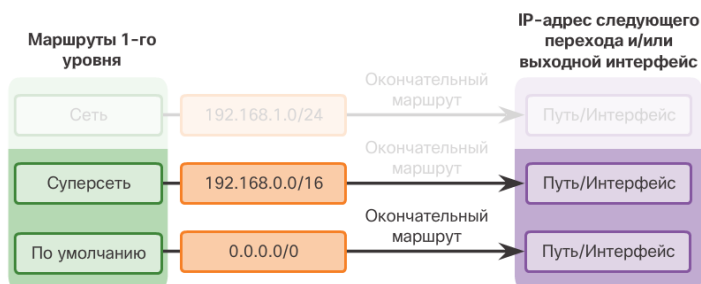 Маршруты 1-го
уровня
IP-адрес следующего
перехода и/или
выходной интерфейс
Сеть
192.168.1.0/24
Окончательный
маршрут
Путь/Интерфейс
Суперсеть
192.168.0.0/16
Окончательный
маршрут
Путь/Интерфейс
По умолчанию
0.0.0.0/0
Окончательный
маршрут
Путь/Интерфейс